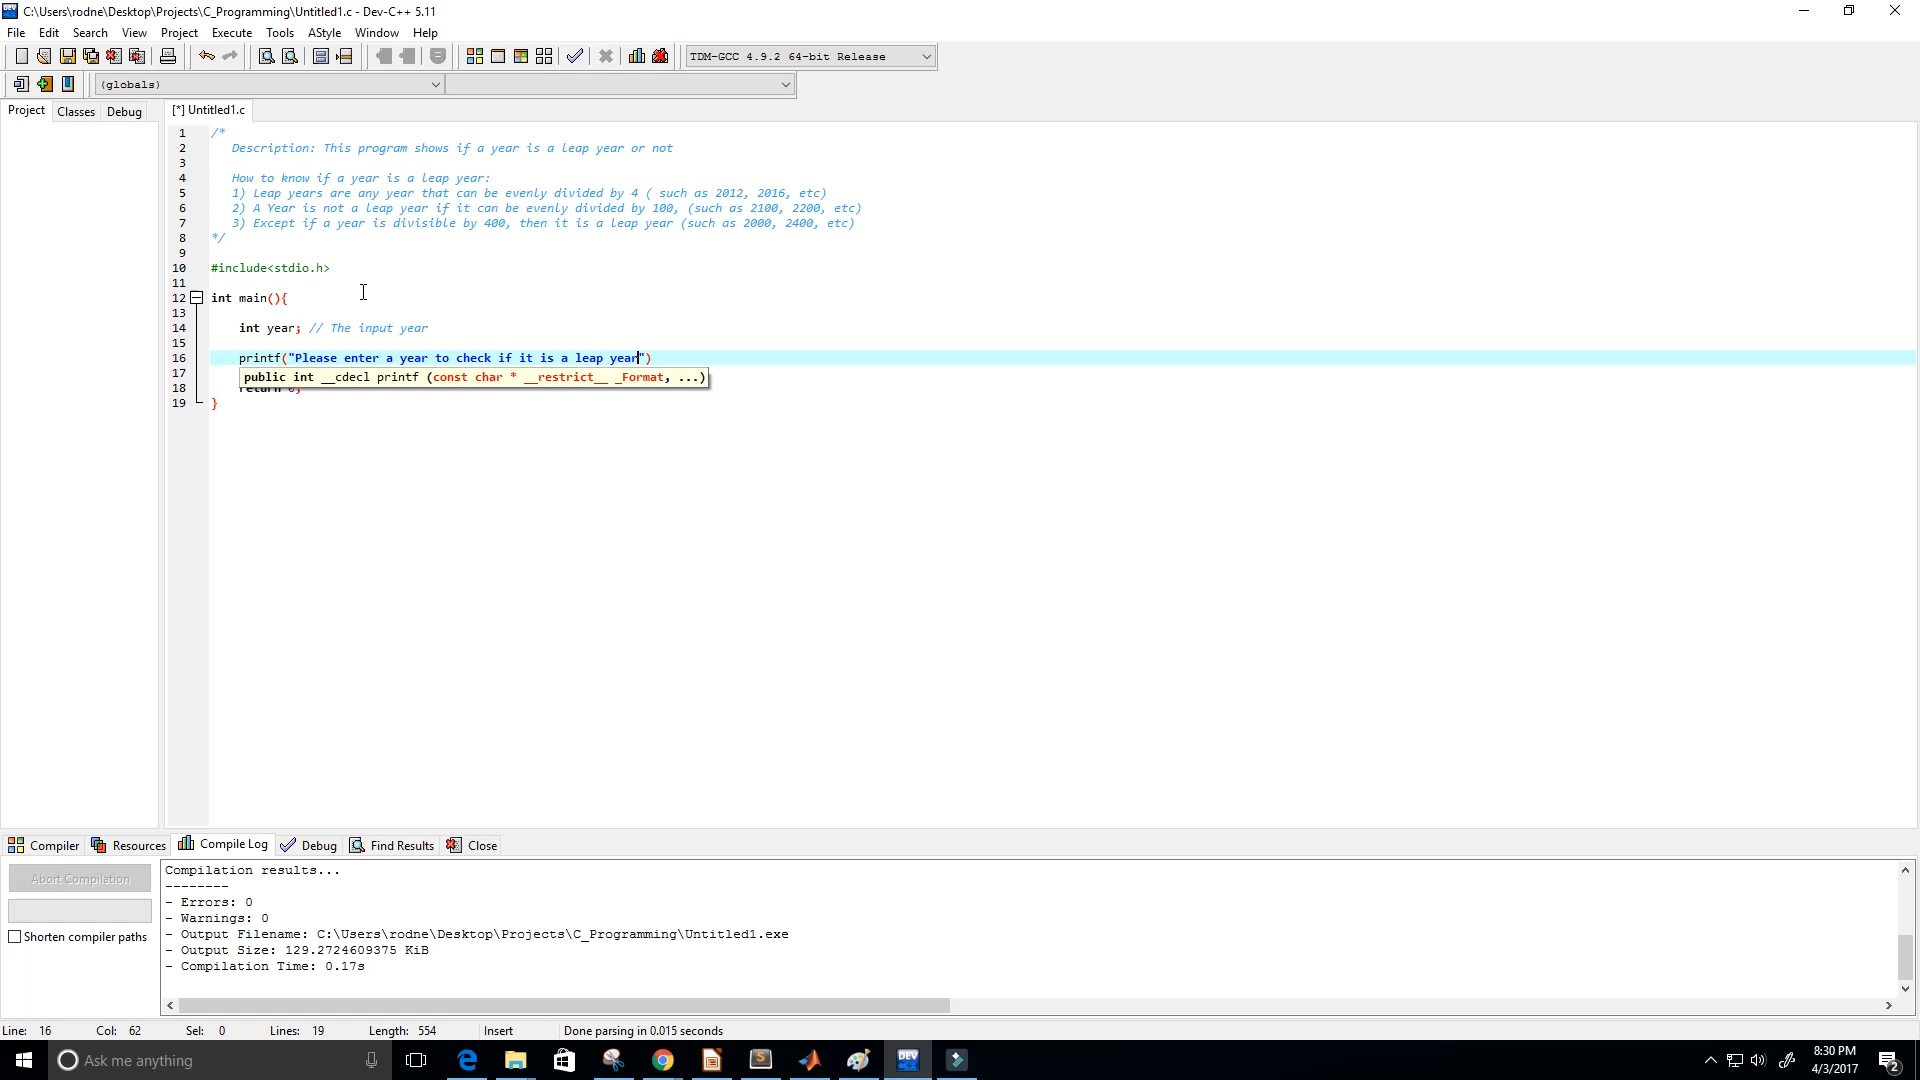 C:\Users\rodne\Desktop\Projects\C_Programming\Untitled1.c - Dev-C++ 5.11
File Edit Search View Project Execute Tools AStyle Window Help
TDM-GCC 4.9.2 64-bit Release
(globals)
Project Classes Debug [*] Untitled1.c
1 /*
2 Description: This program shows if a year is a leap year or not
3
4 How to know if a year is a leap year:
5 1) Leap years are any year that can be evenly divided by 4 ( such as 2012, 2016, etc)
6 2) A Year is not a leap year if it can be evenly divided by 100, (such as 2100, 2200, etc)
7 3) Except if a year is divisible by 400, then it is a leap year (such as 2000, 2400, etc)
8 */
9
10 #include<stdio.h>
11
12 int main(){
13
14 int year; // The input year
15
16 printf("Please enter a year to check if it is a leap year")
17 public int __cdecl printf (const char * __restrict__ _Format, ...)
18 return 0;
19 }
Compiler Resources Compile Log Debug Find Results Close
Abort Compilation
Shorten compiler paths
Compilation results...
--------
- Errors: 0
- Warnings: 0
- Output Filename: C:\Users\rodne\Desktop\Projects\C_Programming\Untitled1.exe
- Output Size: 129.2724609375 KiB
- Compilation Time: 0.17s
Line: 16 Col: 62 Sel: 0 Lines: 19 Length: 554 Insert Done parsing in 0.015 seconds
Ask me anything
DEV
8:30 PM
4/3/2017
2